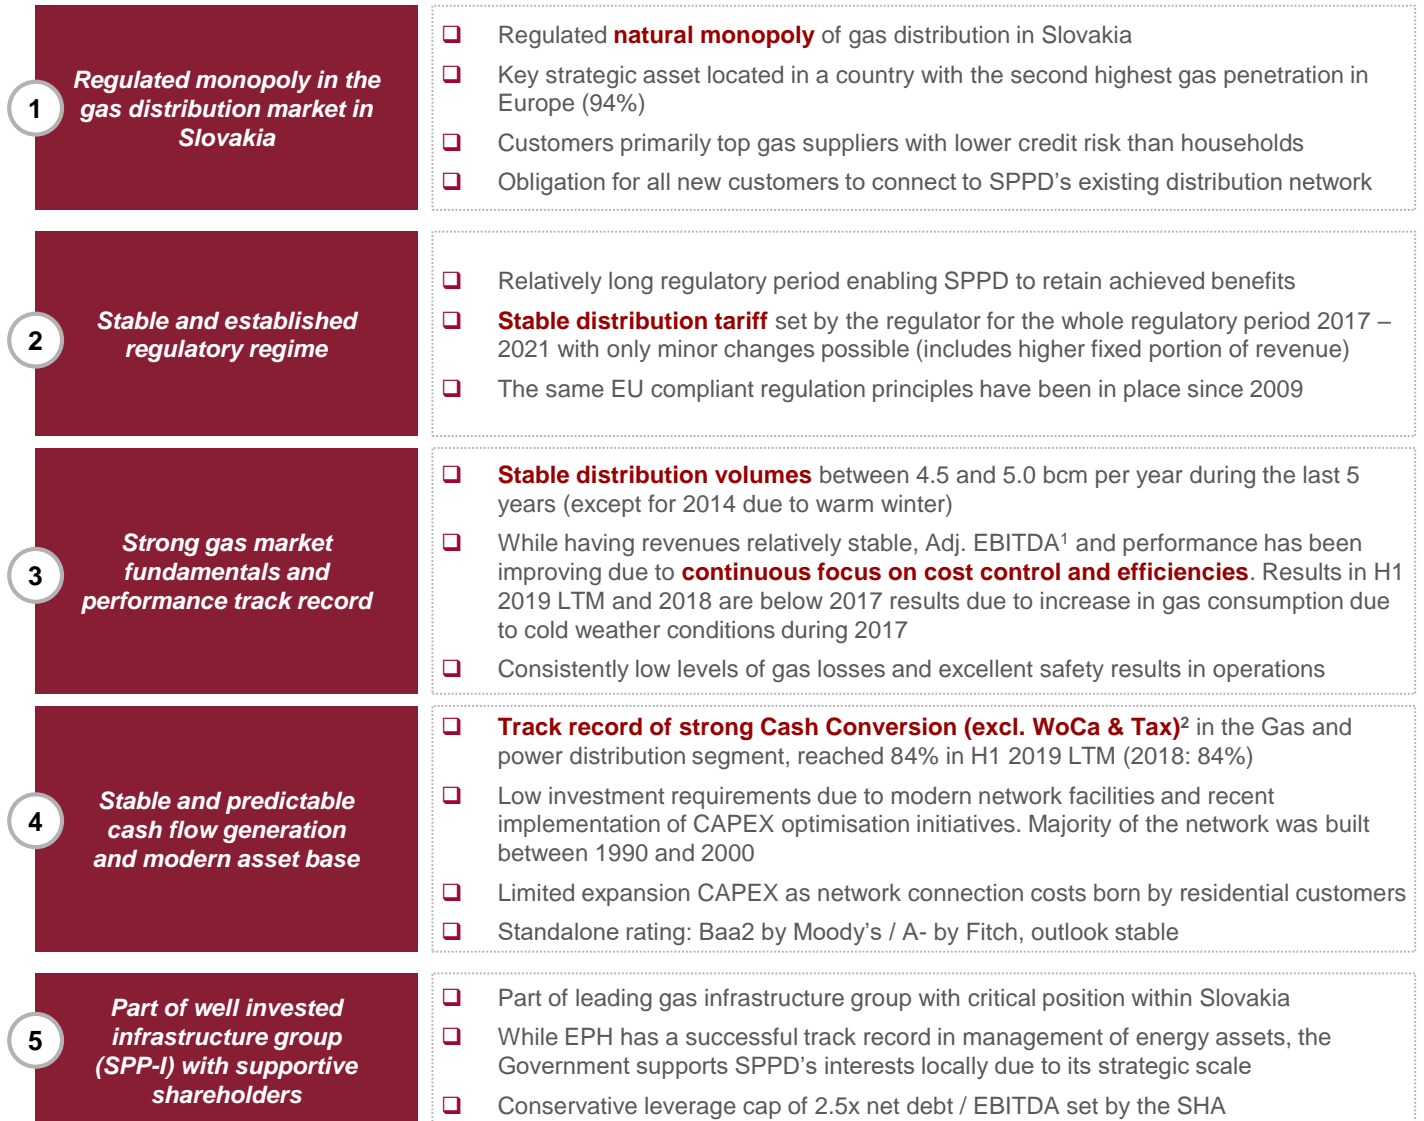 1
Regulated monopoly in the
gas distribution market in
Slovakia
❑ Regulated natural monopoly of gas distribution in Slovakia
❑ Key strategic asset located in a country with the second highest gas penetration in
Europe (94%)
❑ Customers primarily top gas suppliers with lower credit risk than households
❑ Obligation for all new customers to connect to SPPD's existing distribution network
2
Stable and established
regulatory regime
❑ Relatively long regulatory period enabling SPPD to retain achieved benefits
❑ Stable distribution tariff set by the regulator for the whole regulatory period 2017 –
2021 with only minor changes possible (includes higher fixed portion of revenue)
❑ The same EU compliant regulation principles have been in place since 2009
3
Strong gas market
fundamentals and
performance track record
❑ Stable distribution volumes between 4.5 and 5.0 bcm per year during the last 5
years (except for 2014 due to warm winter)
❑ While having revenues relatively stable, Adj. EBITDA¹ and performance has been
improving due to continuous focus on cost control and efficiencies. Results in H1
2019 LTM and 2018 are below 2017 results due to increase in gas consumption due
to cold weather conditions during 2017
❑ Consistently low levels of gas losses and excellent safety results in operations
4
Stable and predictable
cash flow generation
and modern asset base
❑ Track record of strong Cash Conversion (excl. WoCa & Tax)² in the Gas and
power distribution segment, reached 84% in H1 2019 LTM (2018: 84%)
❑ Low investment requirements due to modern network facilities and recent
implementation of CAPEX optimisation initiatives. Majority of the network was built
between 1990 and 2000
❑ Limited expansion CAPEX as network connection costs born by residential customers
❑ Standalone rating: Baa2 by Moody's / A- by Fitch, outlook stable
5
Part of well invested
infrastructure group
(SPP-I) with supportive
shareholders
❑ Part of leading gas infrastructure group with critical position within Slovakia
❑ While EPH has a successful track record in management of energy assets, the
Government supports SPPD's interests locally due to its strategic scale
❑ Conservative leverage cap of 2.5x net debt / EBITDA set by the SHA